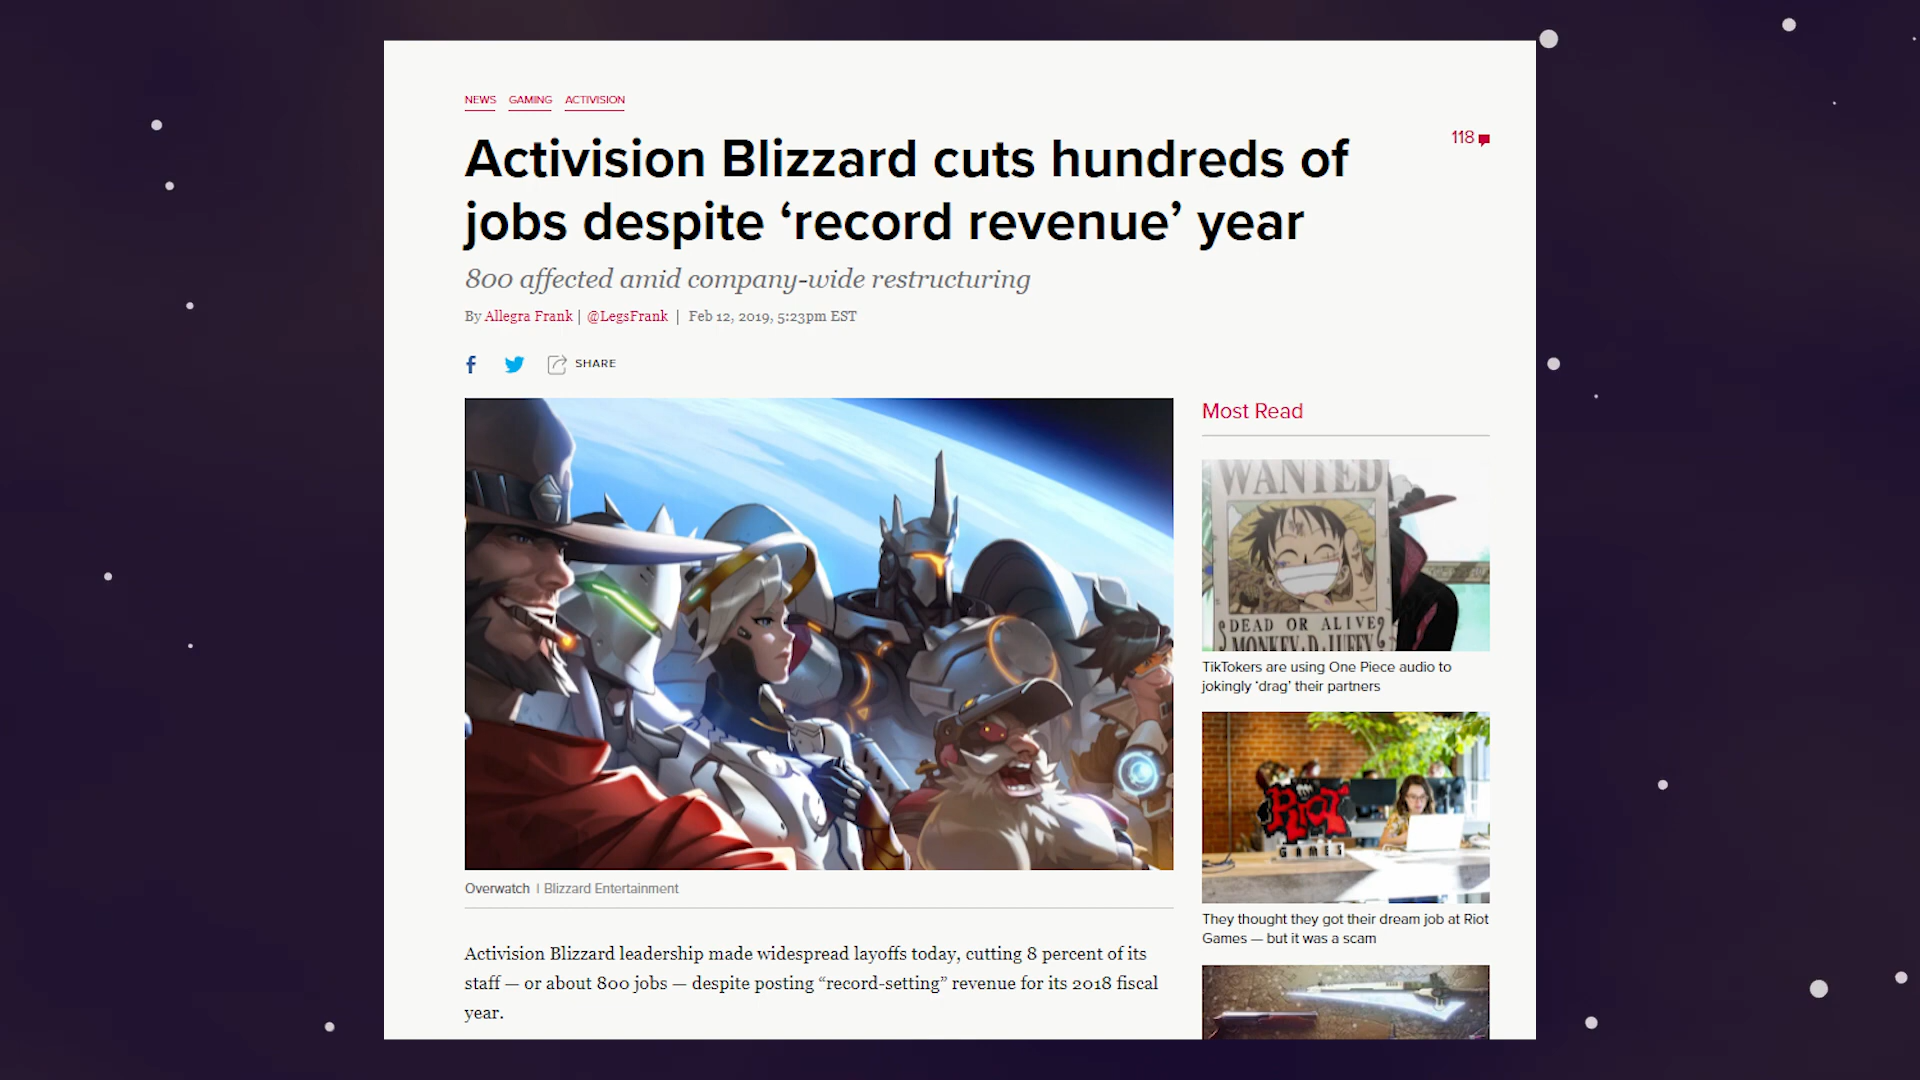 NEWS GAMING ACTIVISION
Activision Blizzard cuts hundreds of
jobs despite ‘record revenue’ year
118
800 affected amid company-wide restructuring
By Allegra Frank | @LegsFrank | Feb 12, 2019, 5:23pm EST
SHARE
Overwatch | Blizzard Entertainment
Activision Blizzard leadership made widespread layoffs today, cutting 8 percent of its
staff — or about 800 jobs — despite posting “record-setting” revenue for its 2018 fiscal
year.
Most Read
WANTED
DEAD OR ALIVE
MONKEY.D.LUFFY
TikTokers are using One Piece audio to
jokingly ‘drag’ their partners
RIOT
GAMES
They thought they got their dream job at Riot
Games — but it was a scam